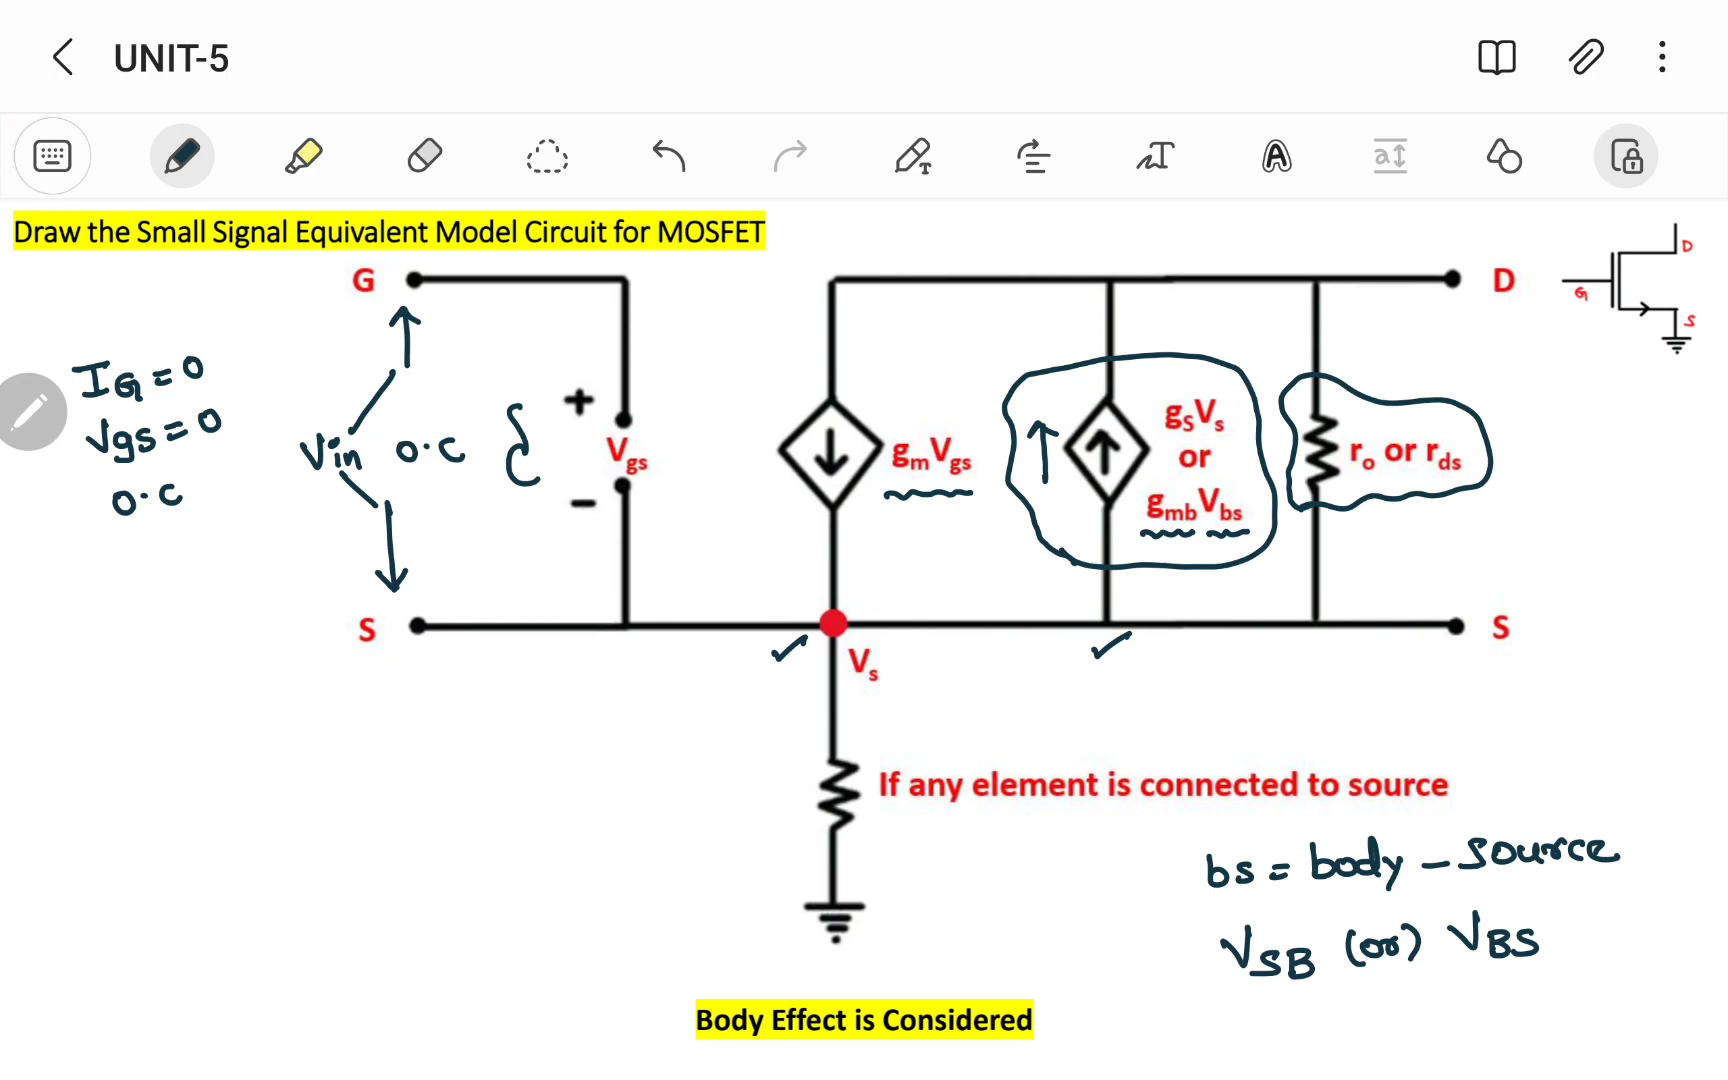 UNIT-5
Draw the Small Signal Equivalent Model Circuit for MOSFET
G
D
D
G
S
IG=0
Vgs=0
o.c
Vin o.c
+
Vgs
-
gmVgs
gsVs
or
gmbVbs
ro or rds
S
S
Vs
If any element is connected to source
bs = body - source
VSB (or) VBS
Body Effect is Considered